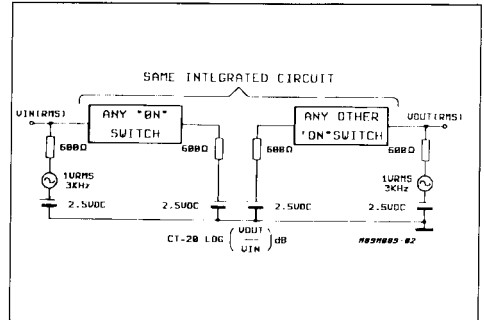 SAME INTEGRATED CIRCUIT
VIN(RMS)
ANY "ON"
SWITCH
ANY OTHER
"ON"SWITCH
VOUT(RMS)
600Ω
600Ω
600Ω
600Ω
1VRMS
3KHz
1VRMS
3KHz
2.5VDC
2.5VDC
2.5VDC
2.5VDC
CT-20 LOG (VOUT
VIN) dB
M89M089-02